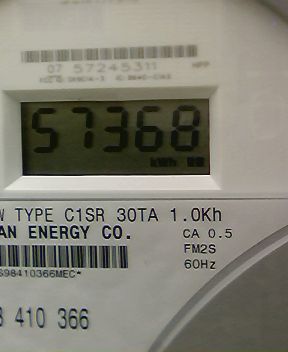 07 57245311
57368
kWh
TYPE C1SR 30TA 1.0Kh
AN ENERGY CO. CA 0.5
FM2S
S98410366MEC* 60Hz
410 366